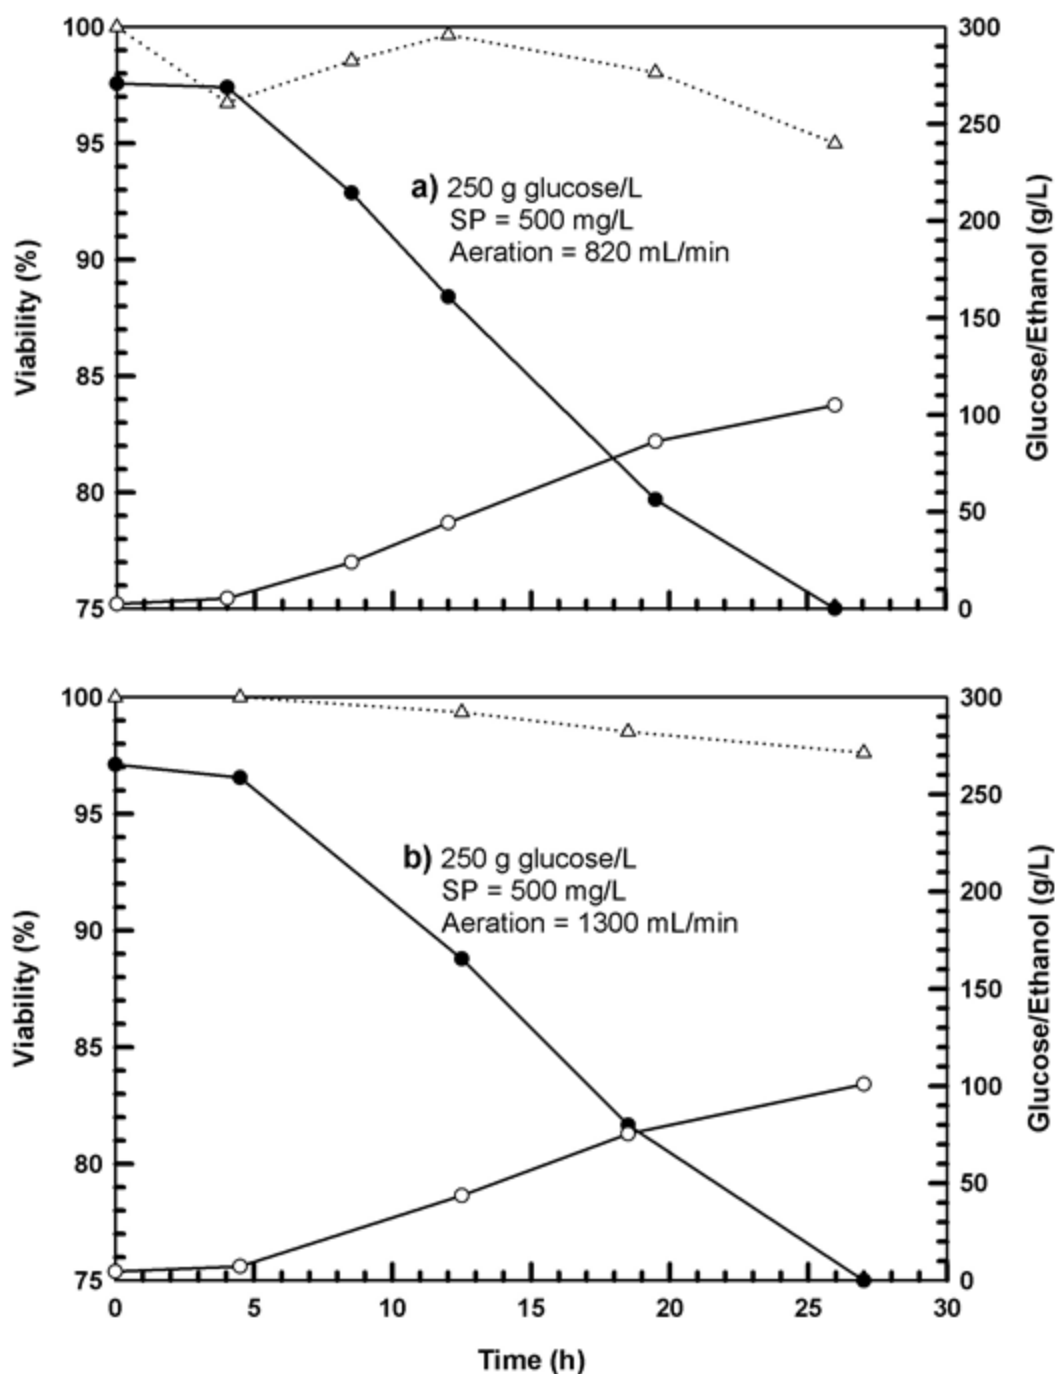 100
95
90
85
80
75
Viability (%)
a) 250 g glucose/L
SP = 500 mg/L
Aeration = 820 mL/min
300
250
200
150
100
50
0
Glucose/Ethanol (g/L)
100
95
90
85
80
75
Viability (%)
b) 250 g glucose/L
SP = 500 mg/L
Aeration = 1300 mL/min
300
250
200
150
100
50
0
Glucose/Ethanol (g/L)
0 5 10 15 20 25 30
Time (h)